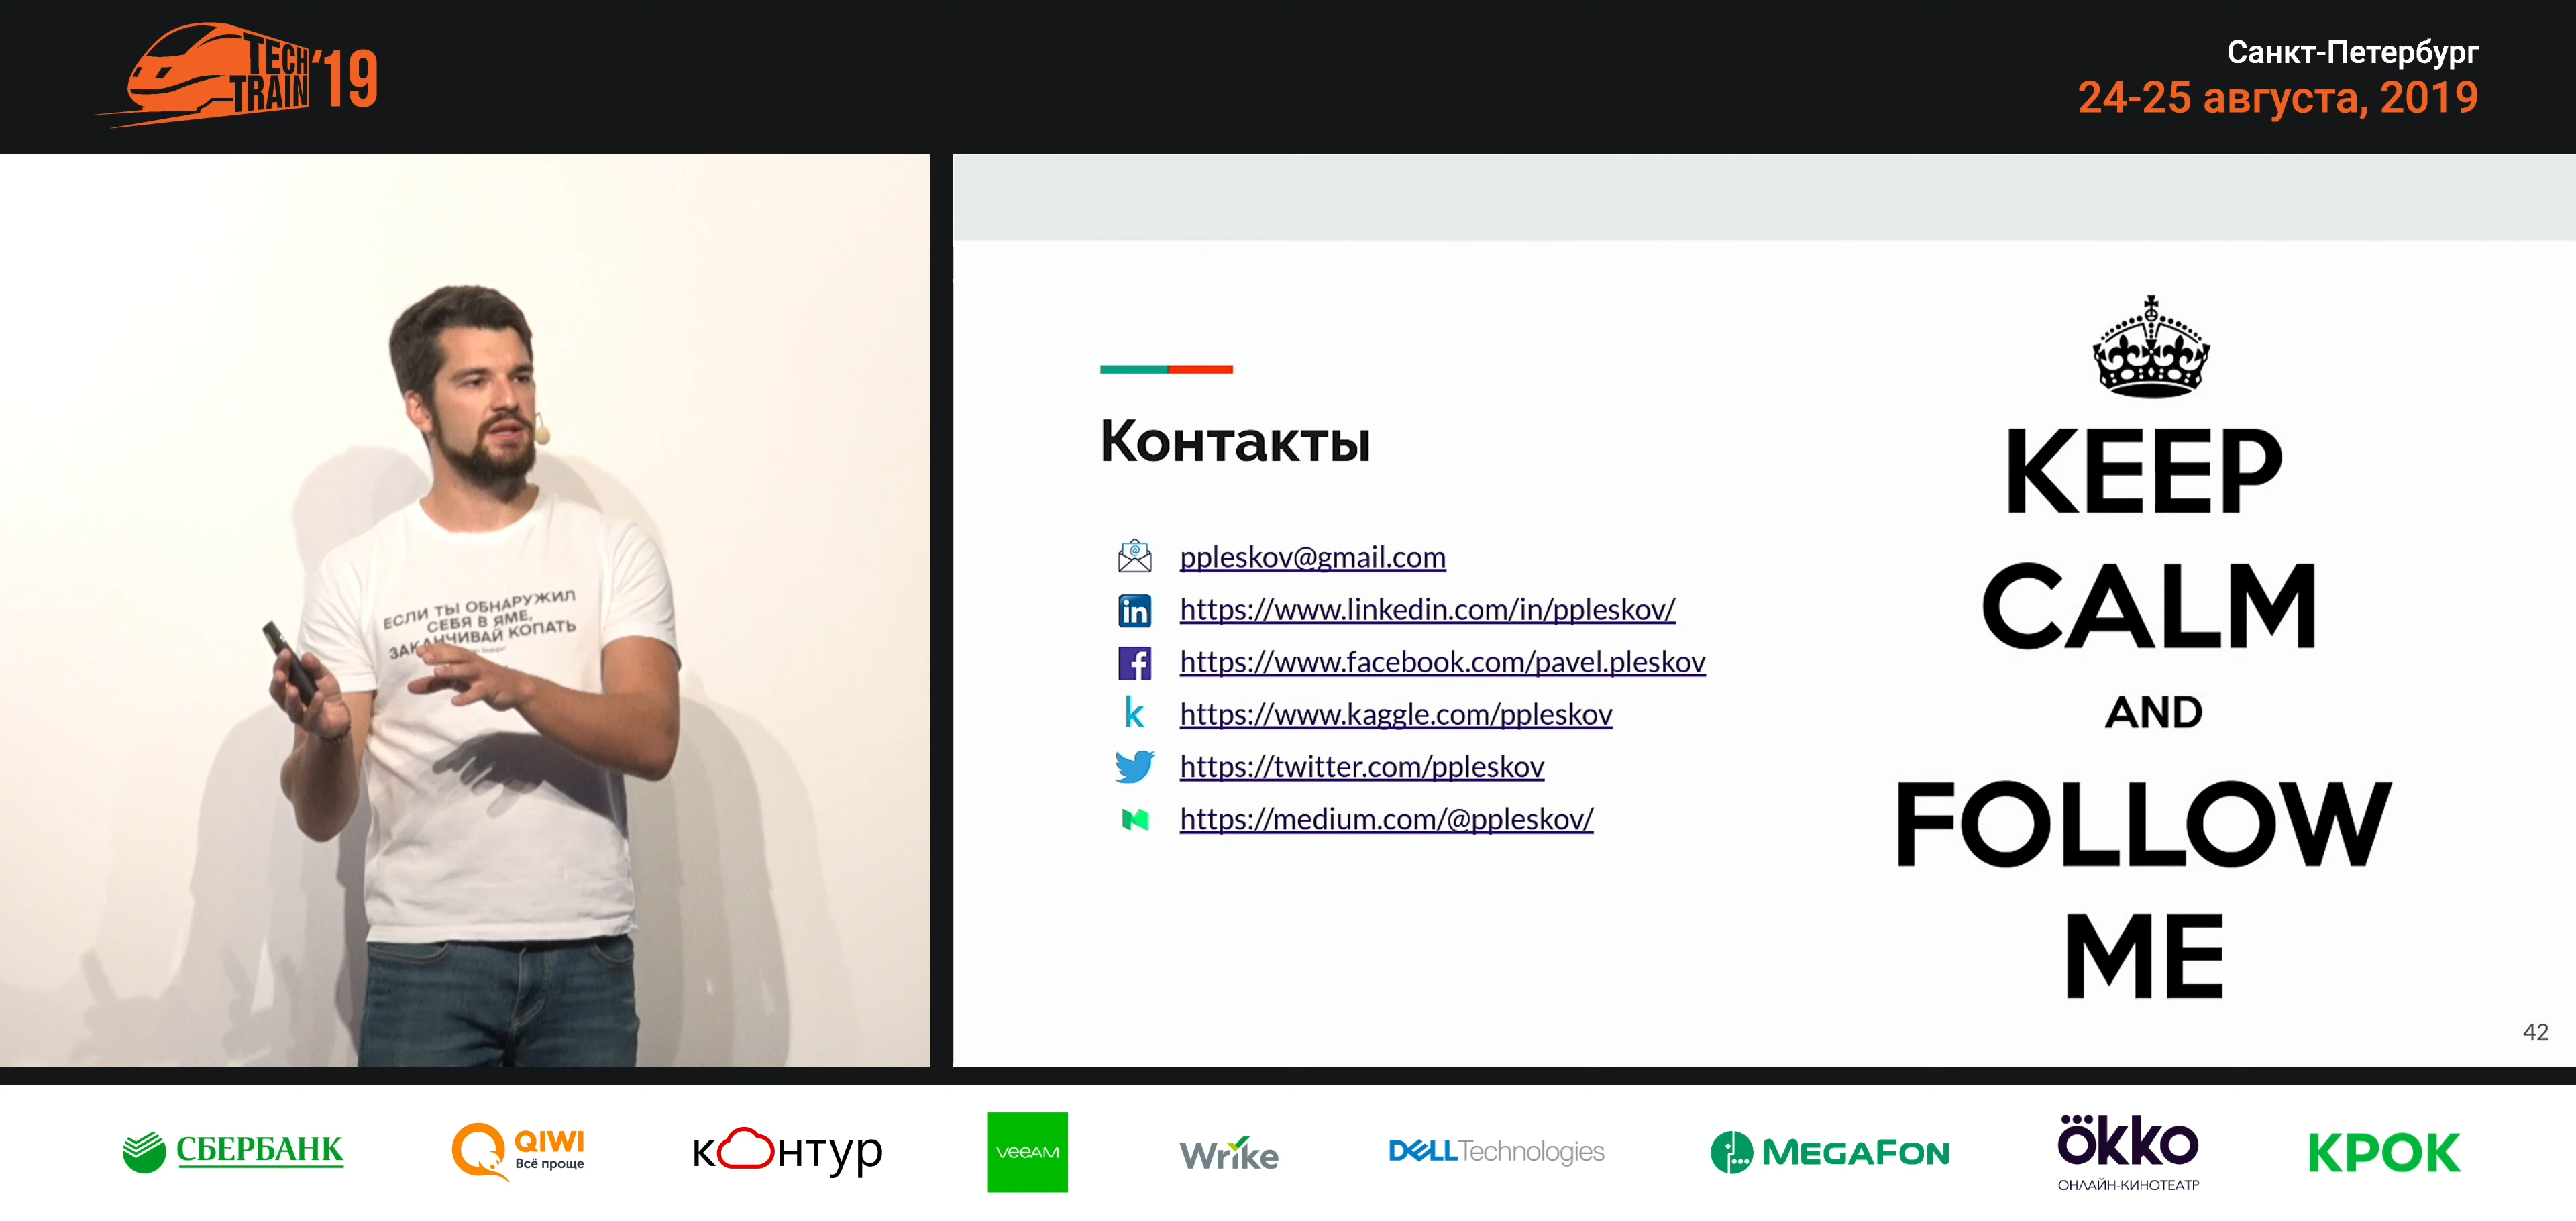 TECH
TRAIN '19
Санкт-Петербург
24-25 августа, 2019
ЕСЛИ ТЫ ОБНАРУЖИЛ
СЕБЯ В ЯМЕ,
ЗАКАНЧИВАЙ КОПАТЬ
Контакты
ppleskov@gmail.com
in https://www.linkedin.com/in/ppleskov/
f https://www.facebook.com/pavel.pleskov
k https://www.kaggle.com/ppleskov
https://twitter.com/ppleskov
https://medium.com/@ppleskov/
KEEP
CALM
AND
FOLLOW
ME
42
СБЕРБАНК
QIWI
Всё проще
контур
veeAM
Wrike
DELL Technologies
MEGAFON
ökko
ОНЛАЙН-КИНОТЕАТР
КРОК